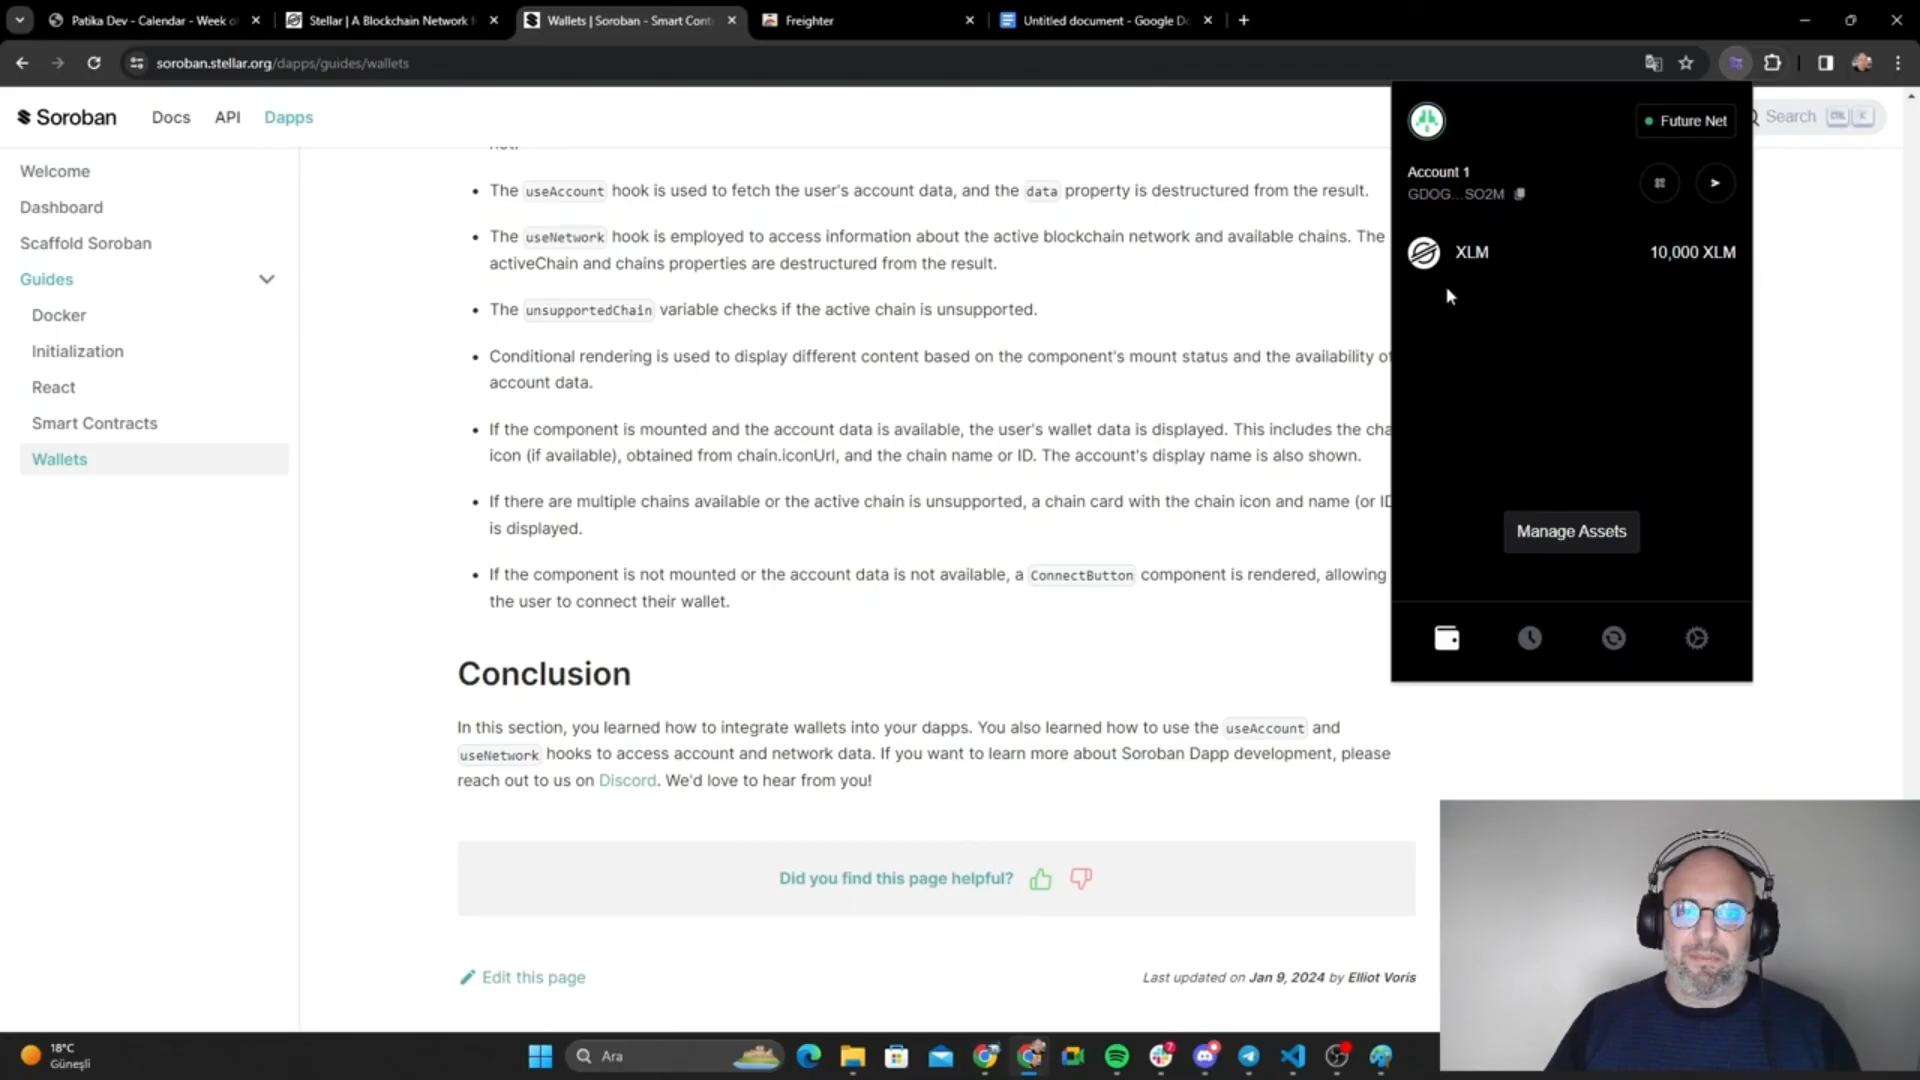 Patika Dev - Calendar - Week o
Stellar | A Blockchain Network f
Wallets | Soroban - Smart Cont
Freighter
Untitled document - Google Do
soroban.stellar.org/dapps/guides/wallets
Soroban
Docs
API
Dapps
Search
Welcome
Dashboard
Scaffold Soroban
Guides
Docker
Initialization
React
Smart Contracts
Wallets
not.
The useAccount hook is used to fetch the user's account data, and the data property is destructured from the result.
The useNetwork hook is employed to access information about the active blockchain network and available chains. The
activeChain and chains properties are destructured from the result.
The unsupportedChain variable checks if the active chain is unsupported.
Conditional rendering is used to display different content based on the component's mount status and the availability of
account data.
If the component is mounted and the account data is available, the user's wallet data is displayed. This includes the cha
icon (if available), obtained from chain.iconUrl, and the chain name or ID. The account's display name is also shown.
If there are multiple chains available or the active chain is unsupported, a chain card with the chain icon and name (or ID
is displayed.
If the component is not mounted or the account data is not available, a ConnectButton component is rendered, allowing
the user to connect their wallet.
Conclusion
In this section, you learned how to integrate wallets into your dapps. You also learned how to use the useAccount and
useNetwork hooks to access account and network data. If you want to learn more about Soroban Dapp development, please
reach out to us on Discord. We'd love to hear from you!
Did you find this page helpful?
Edit this page
Last updated on Jan 9, 2024 by Elliot Voris
Future Net
Account 1
GDOG...SO2M
XLM
10,000 XLM
Manage Assets
18°C
Güneşli
Ara